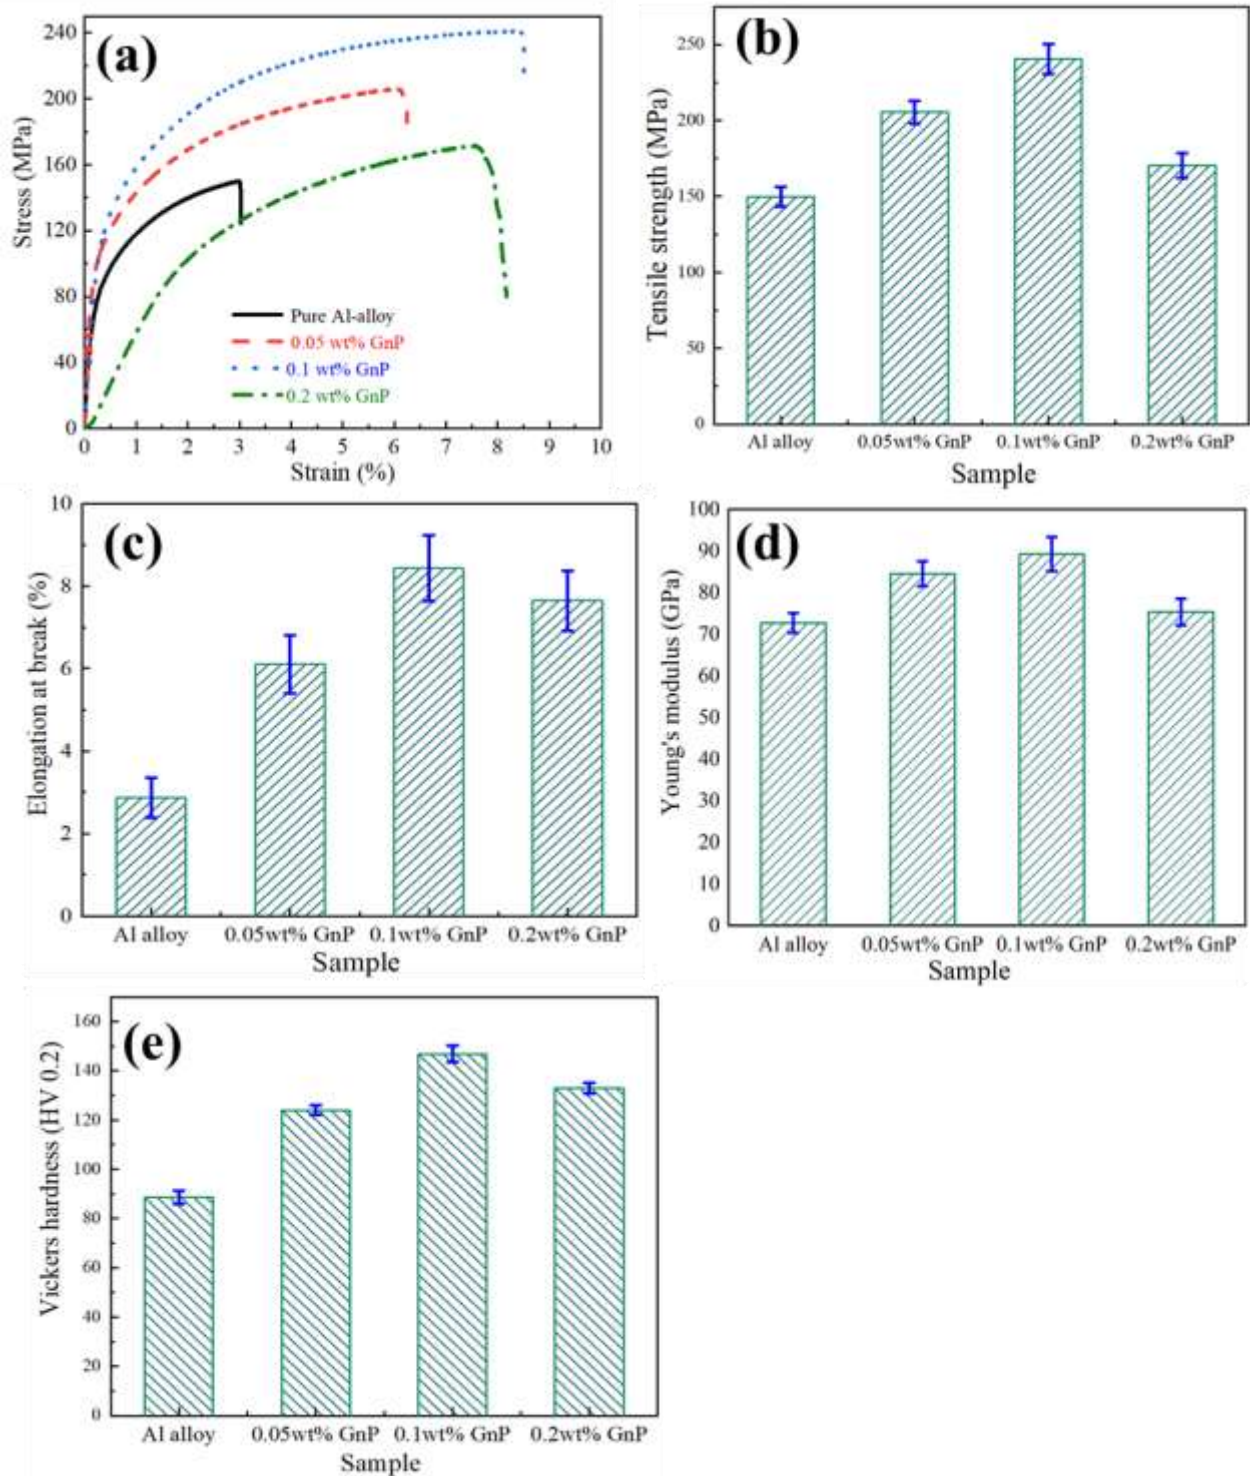 (a)
Stress (MPa)
240
200
160
120
80
40
0
0 1 2 3 4 5 6 7 8 9 10
Strain (%)
Pure Al-alloy
0.05 wt% GnP
0.1 wt% GnP
0.2 wt% GnP
(b)
Tensile strength (MPa)
250
200
150
100
50
0
Al alloy 0.05wt% GnP 0.1wt% GnP 0.2wt% GnP
Sample
(c)
Elongation at break (%)
10
8
6
4
2
0
Al alloy 0.05wt% GnP 0.1wt% GnP 0.2wt% GnP
Sample
(d)
Young's modulus (GPa)
100
90
80
70
60
50
40
30
20
10
0
Al alloy 0.05wt% GnP 0.1wt% GnP 0.2wt% GnP
Sample
(e)
Vickers hardness (HV 0.2)
160
140
120
100
80
60
40
20
0
Al alloy 0.05wt% GnP 0.1wt% GnP 0.2wt% GnP
Sample